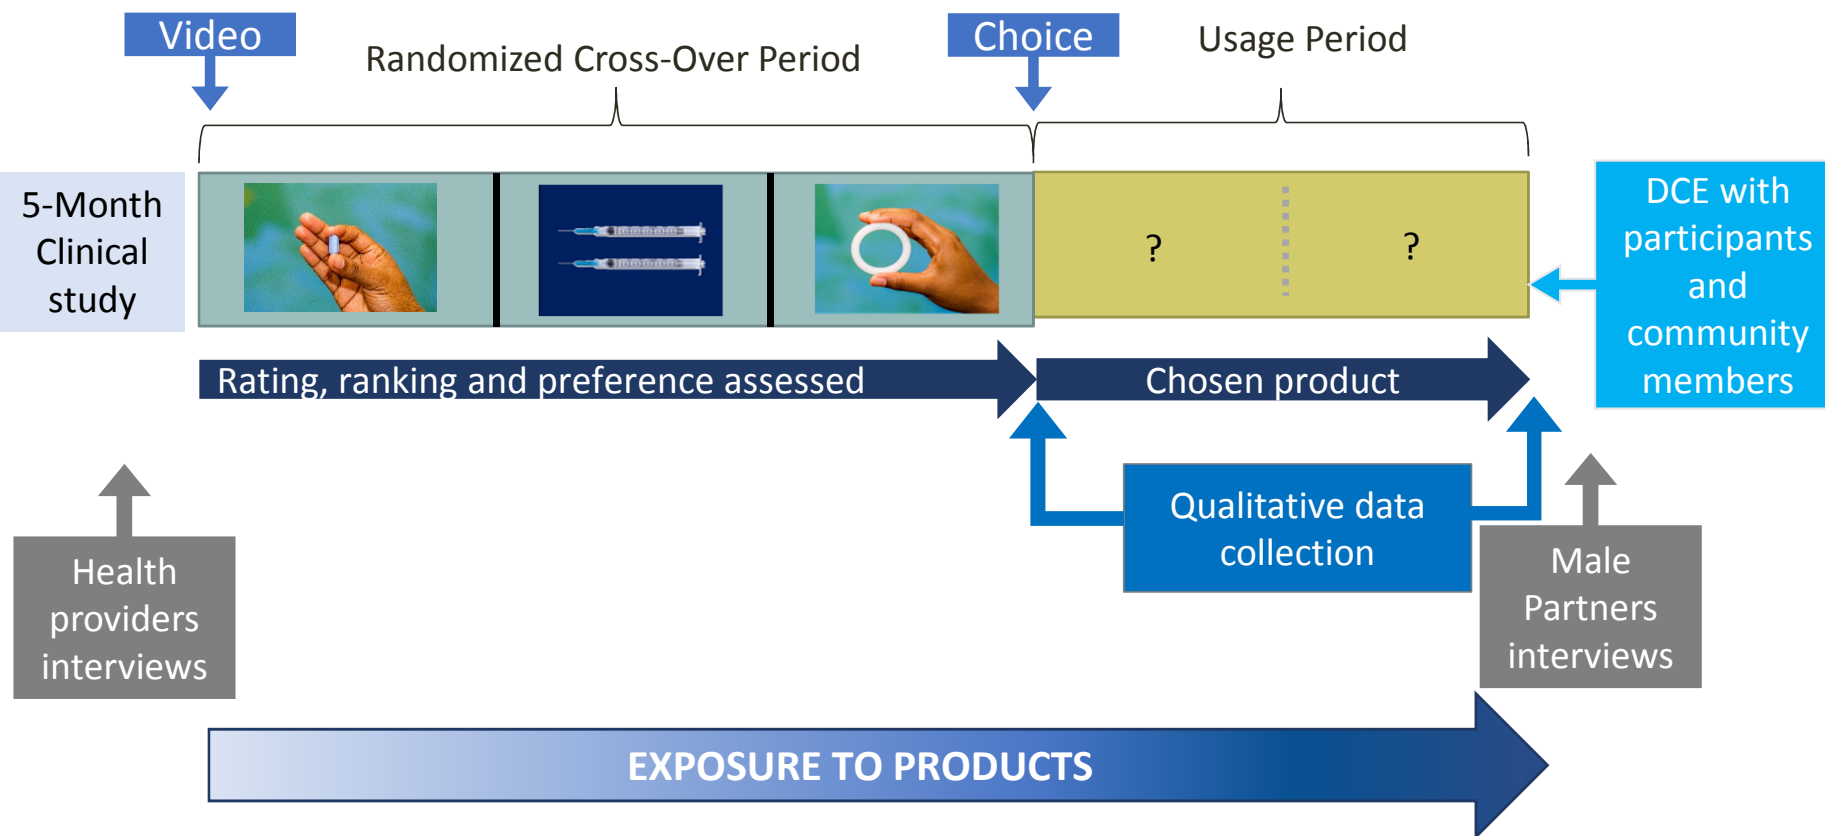 Video
Randomized Cross-Over Period
Choice
Usage Period
5-Month
Clinical
study
?
?
DCE with
participants
and
community
members
Rating, ranking and preference assessed
Chosen product
Health
providers
interviews
Qualitative data
collection
Male
Partners
interviews
EXPOSURE TO PRODUCTS